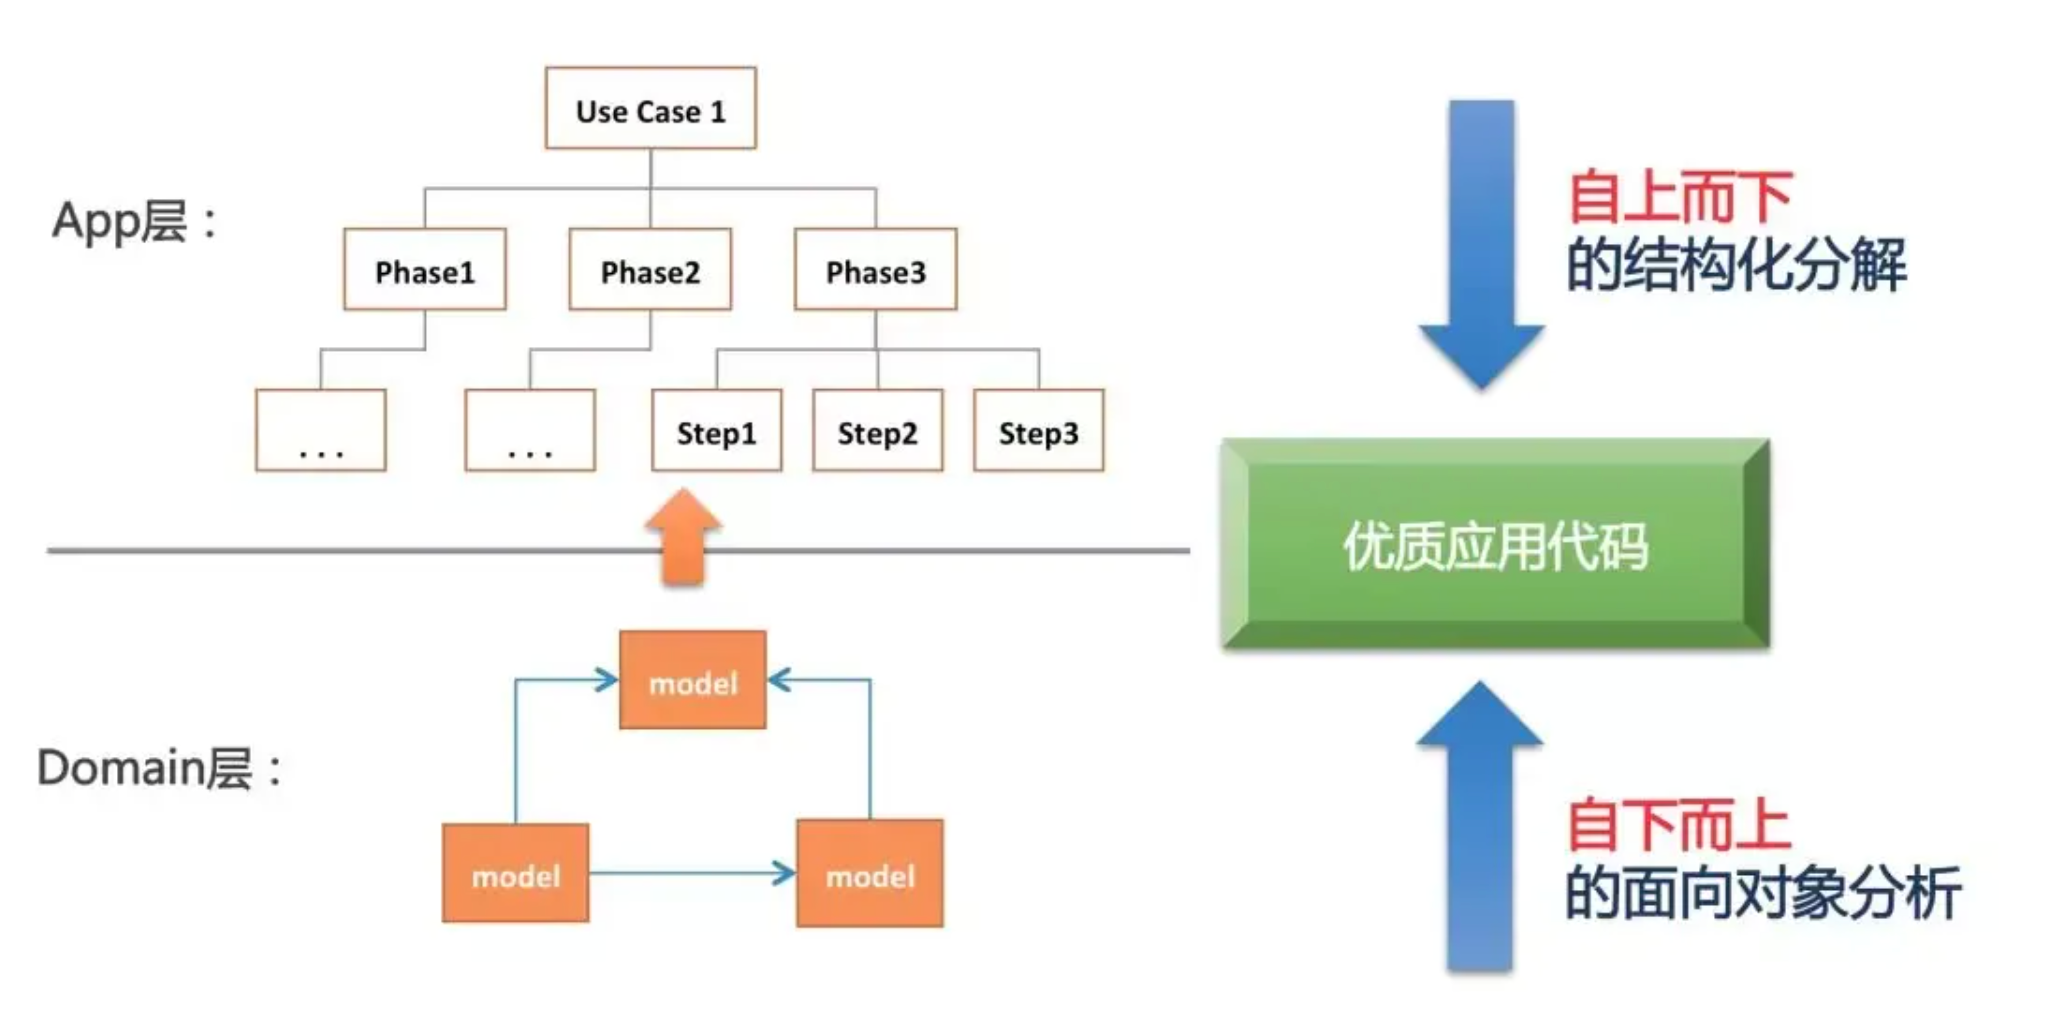 Use Case 1
App层：
Phase1
Phase2
Phase3
...
...
Step1
Step2
Step3
Domain层：
model
model
model
自上而下
的结构化分解
优质应用代码
自下而上
的面向对象分析